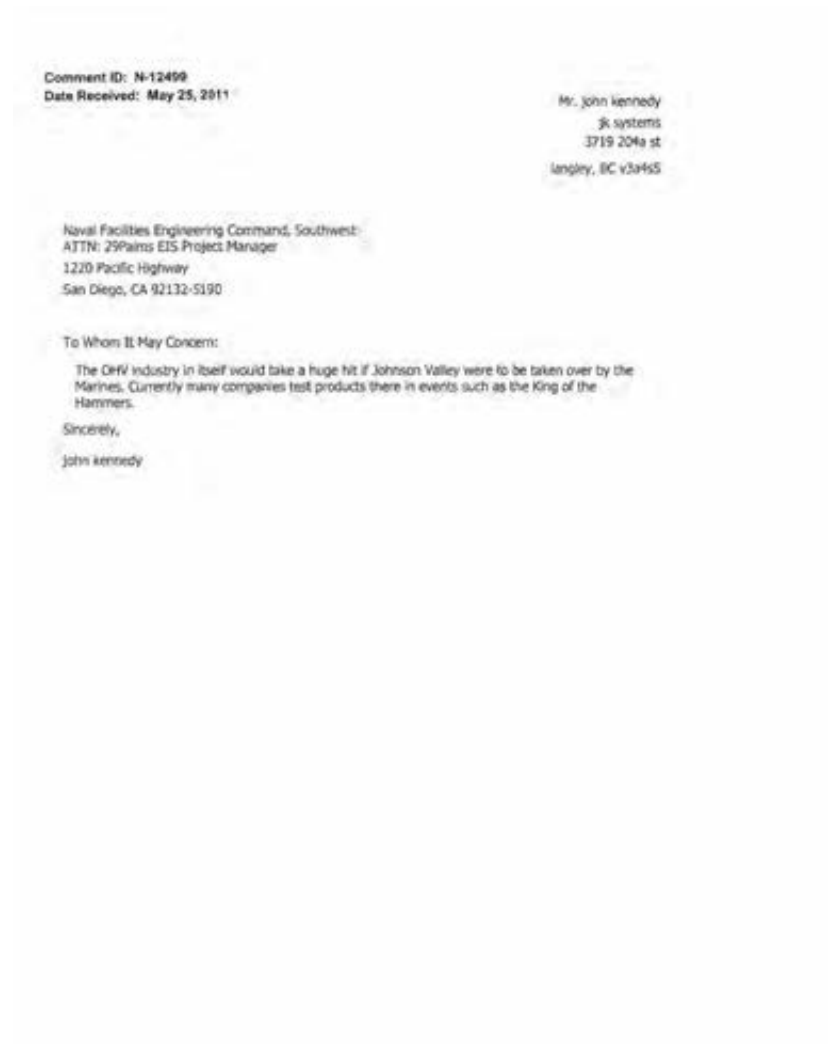 Comment ID: N-12499
Date Received: May 25, 2011
Mr. john kennedy
jk systems
3719 204a st
langley, BC v3a4s5
Naval Facilities Engineering Command, Southwest
ATTN: 29Palms EIS Project Manager
1220 Pacific Highway
San Diego, CA 92132-5190
To Whom It May Concern:
The OHV industry in itself would take a huge hit if Johnson Valley were to be taken over by the
Marines. Currently many companies test products there in events such as the King of the
Hammers.
Sincerely,
john kennedy